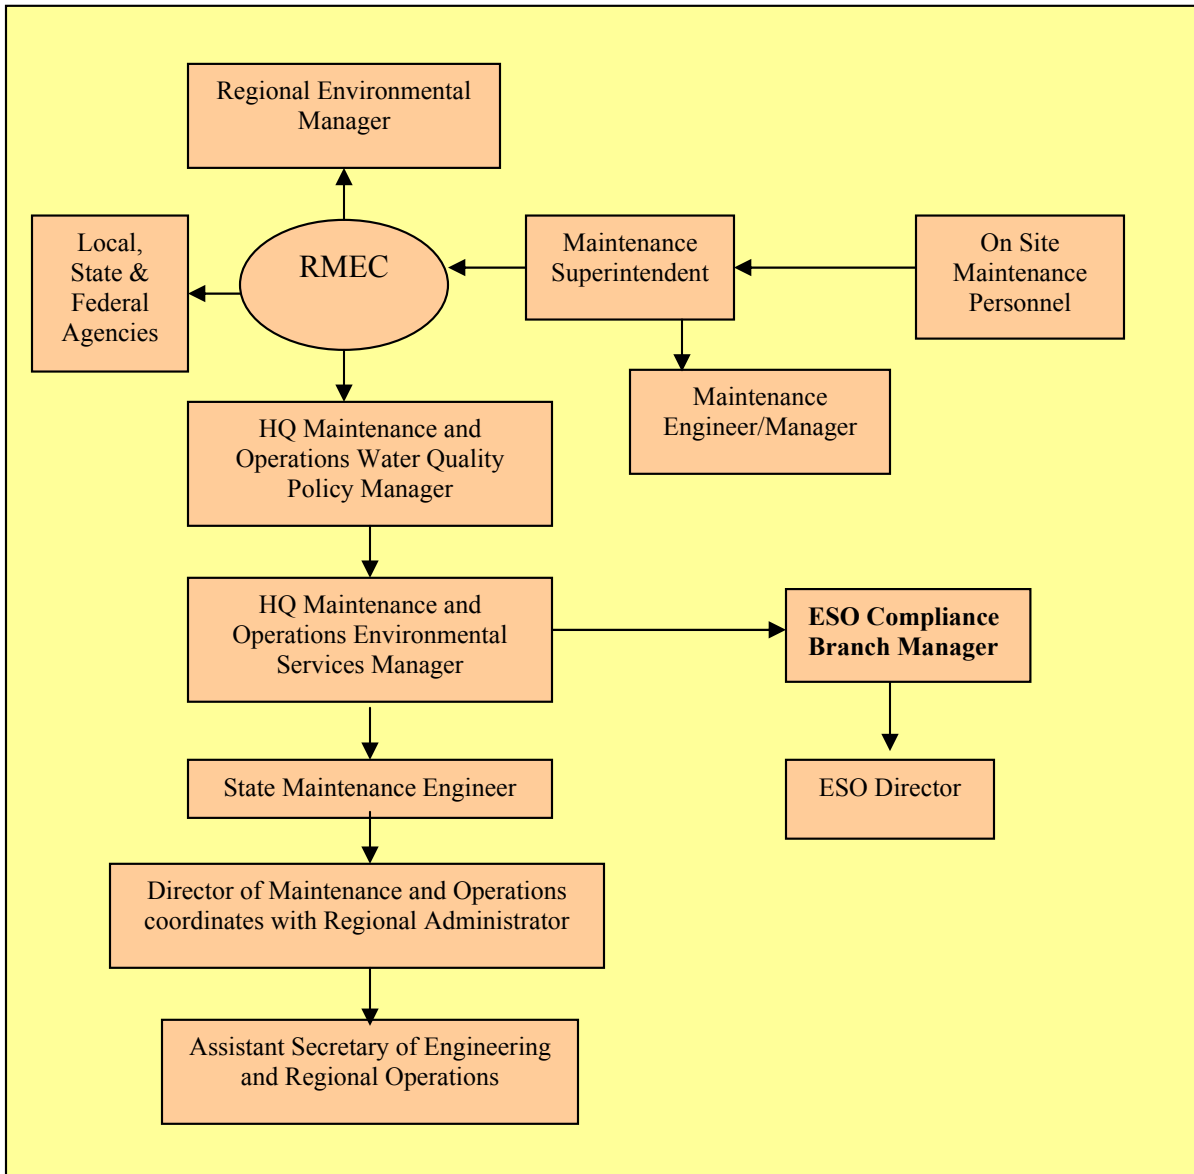 Regional Environmental
Manager
Local,
State &
Federal
Agencies
RMEC
Maintenance
Superintendent
On Site
Maintenance
Personnel
Maintenance
Engineer/Manager
HQ Maintenance and
Operations Water Quality
Policy Manager
HQ Maintenance and
Operations Environmental
Services Manager
ESO Compliance
Branch Manager
State Maintenance Engineer
ESO Director
Director of Maintenance and Operations
coordinates with Regional Administrator
Assistant Secretary of Engineering
and Regional Operations